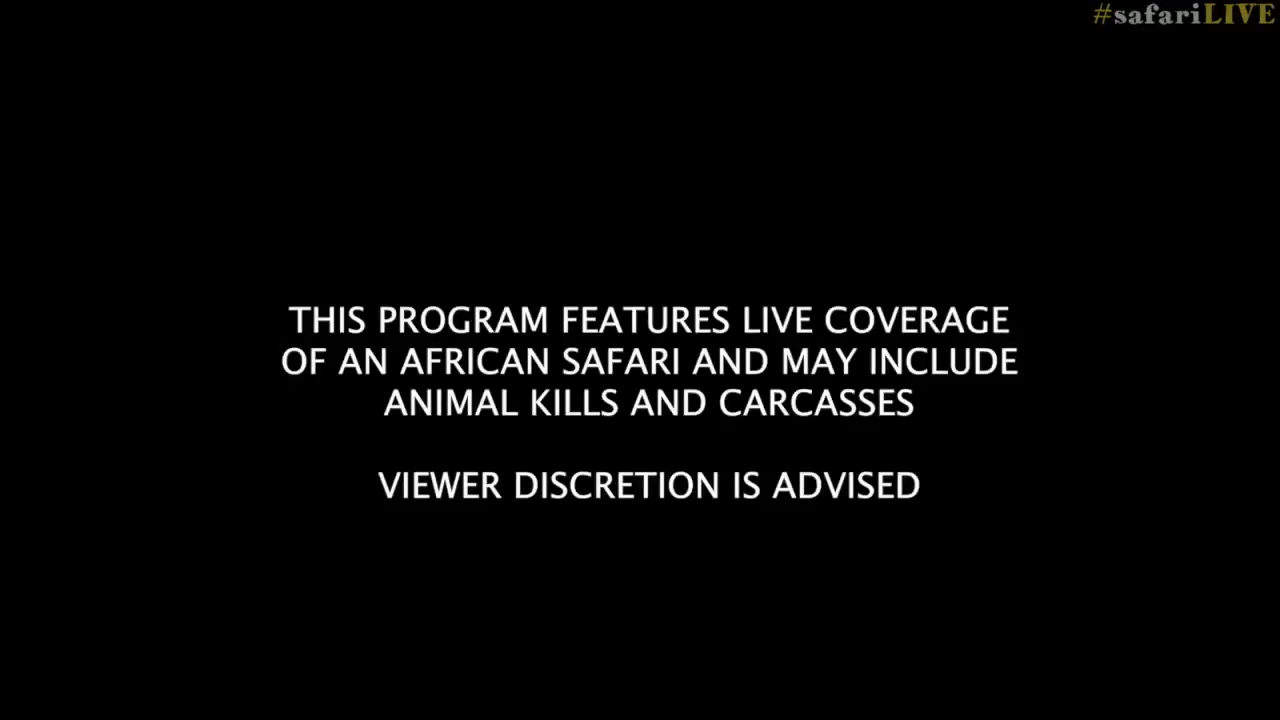 #safariLIVE
THIS PROGRAM FEATURES LIVE COVERAGE
OF AN AFRICAN SAFARI AND MAY INCLUDE
ANIMAL KILLS AND CARCASSES
VIEWER DISCRETION IS ADVISED